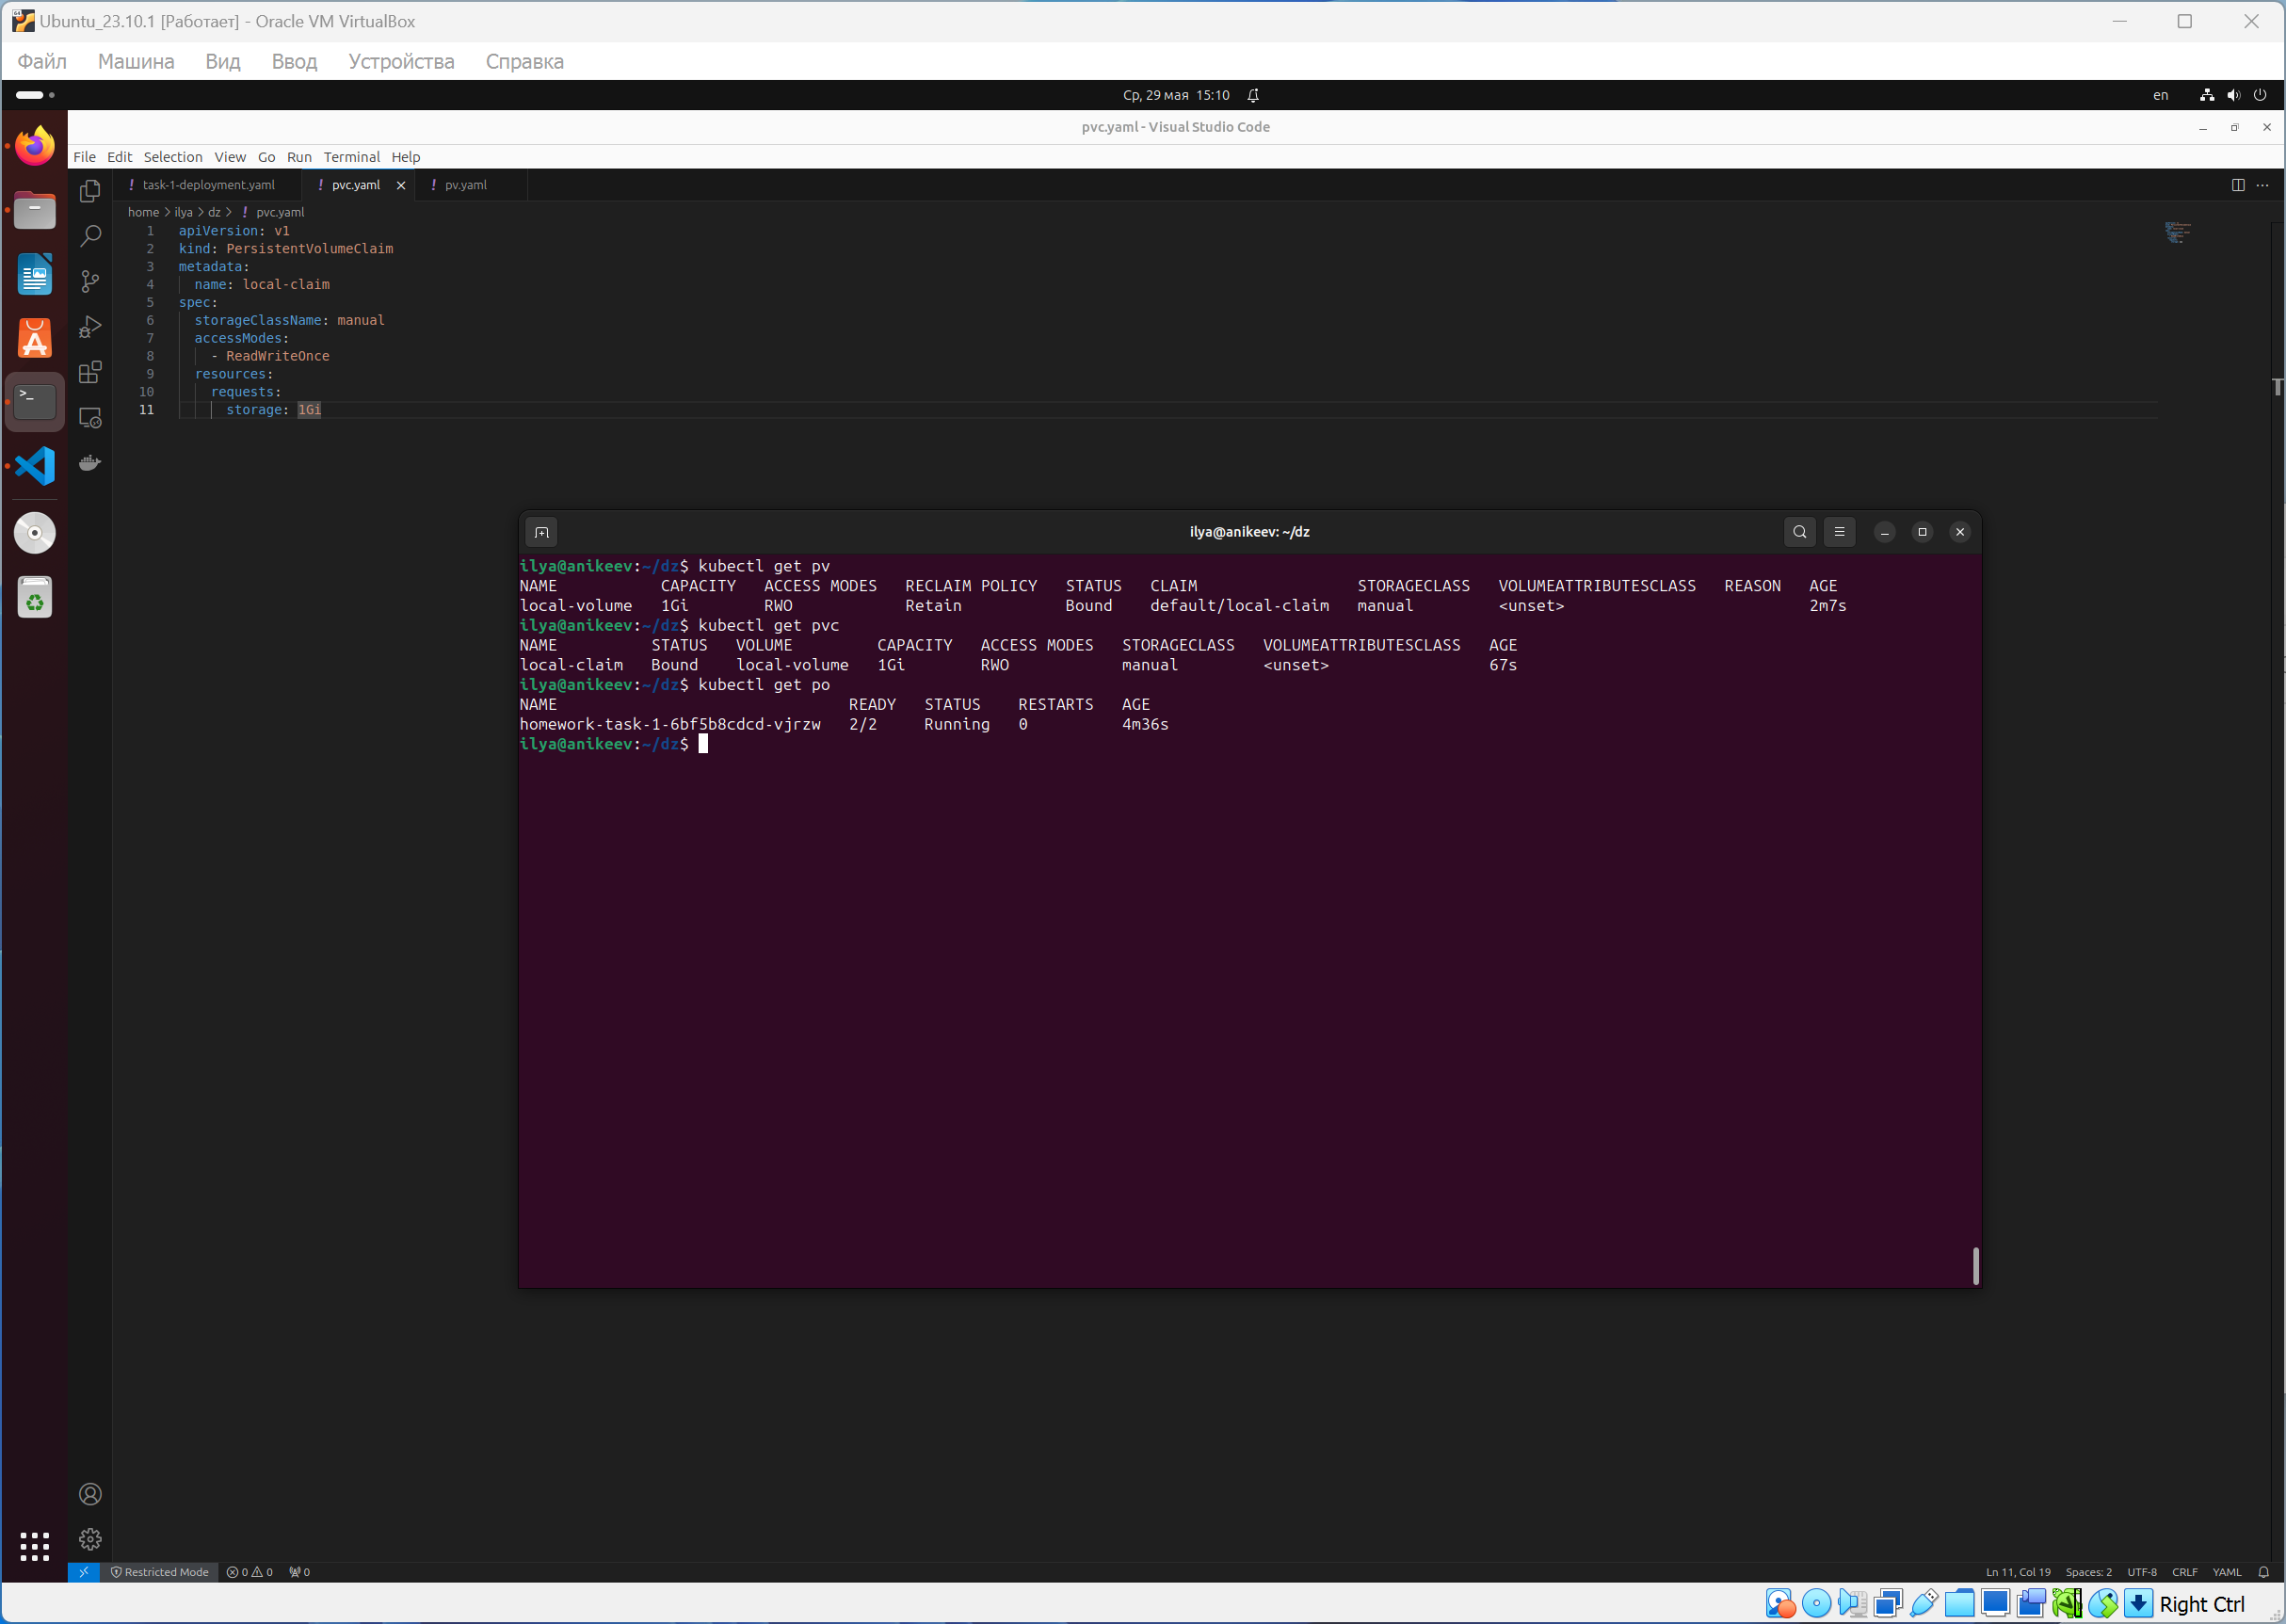 Ubuntu_23.10.1 [Работает] - Oracle VM VirtualBox
Файл Машина Вид Ввод Устройства Справка
Ср, 29 мая 15:10 en
pvc.yaml - Visual Studio Code
File Edit Selection View Go Run Terminal Help
! task-1-deployment.yaml ! pvc.yaml ! pv.yaml
home > ilya > dz > ! pvc.yaml
1 apiVersion: v1
2 kind: PersistentVolumeClaim
3 metadata:
4 name: local-claim
5 spec:
6 storageClassName: manual
7 accessModes:
8 - ReadWriteOnce
9 resources:
10 requests:
11 storage: 1Gi
ilya@anikeev: ~/dz
ilya@anikeev:~/dz$ kubectl get pv
NAME CAPACITY ACCESS MODES RECLAIM POLICY STATUS CLAIM STORAGECLASS VOLUMEATTRIBUTESCLASS REASON AGE
local-volume 1Gi RWO Retain Bound default/local-claim manual <unset> 2m7s
ilya@anikeev:~/dz$ kubectl get pvc
NAME STATUS VOLUME CAPACITY ACCESS MODES STORAGECLASS VOLUMEATTRIBUTESCLASS AGE
local-claim Bound local-volume 1Gi RWO manual <unset> 67s
ilya@anikeev:~/dz$ kubectl get po
NAME READY STATUS RESTARTS AGE
homework-task-1-6bf5b8cdcd-vjrzw 2/2 Running 0 4m36s
ilya@anikeev:~/dz$
Restricted Mode 0 0 0 Ln 11, Col 19 Spaces: 2 UTF-8 CRLF YAML
Right Ctrl